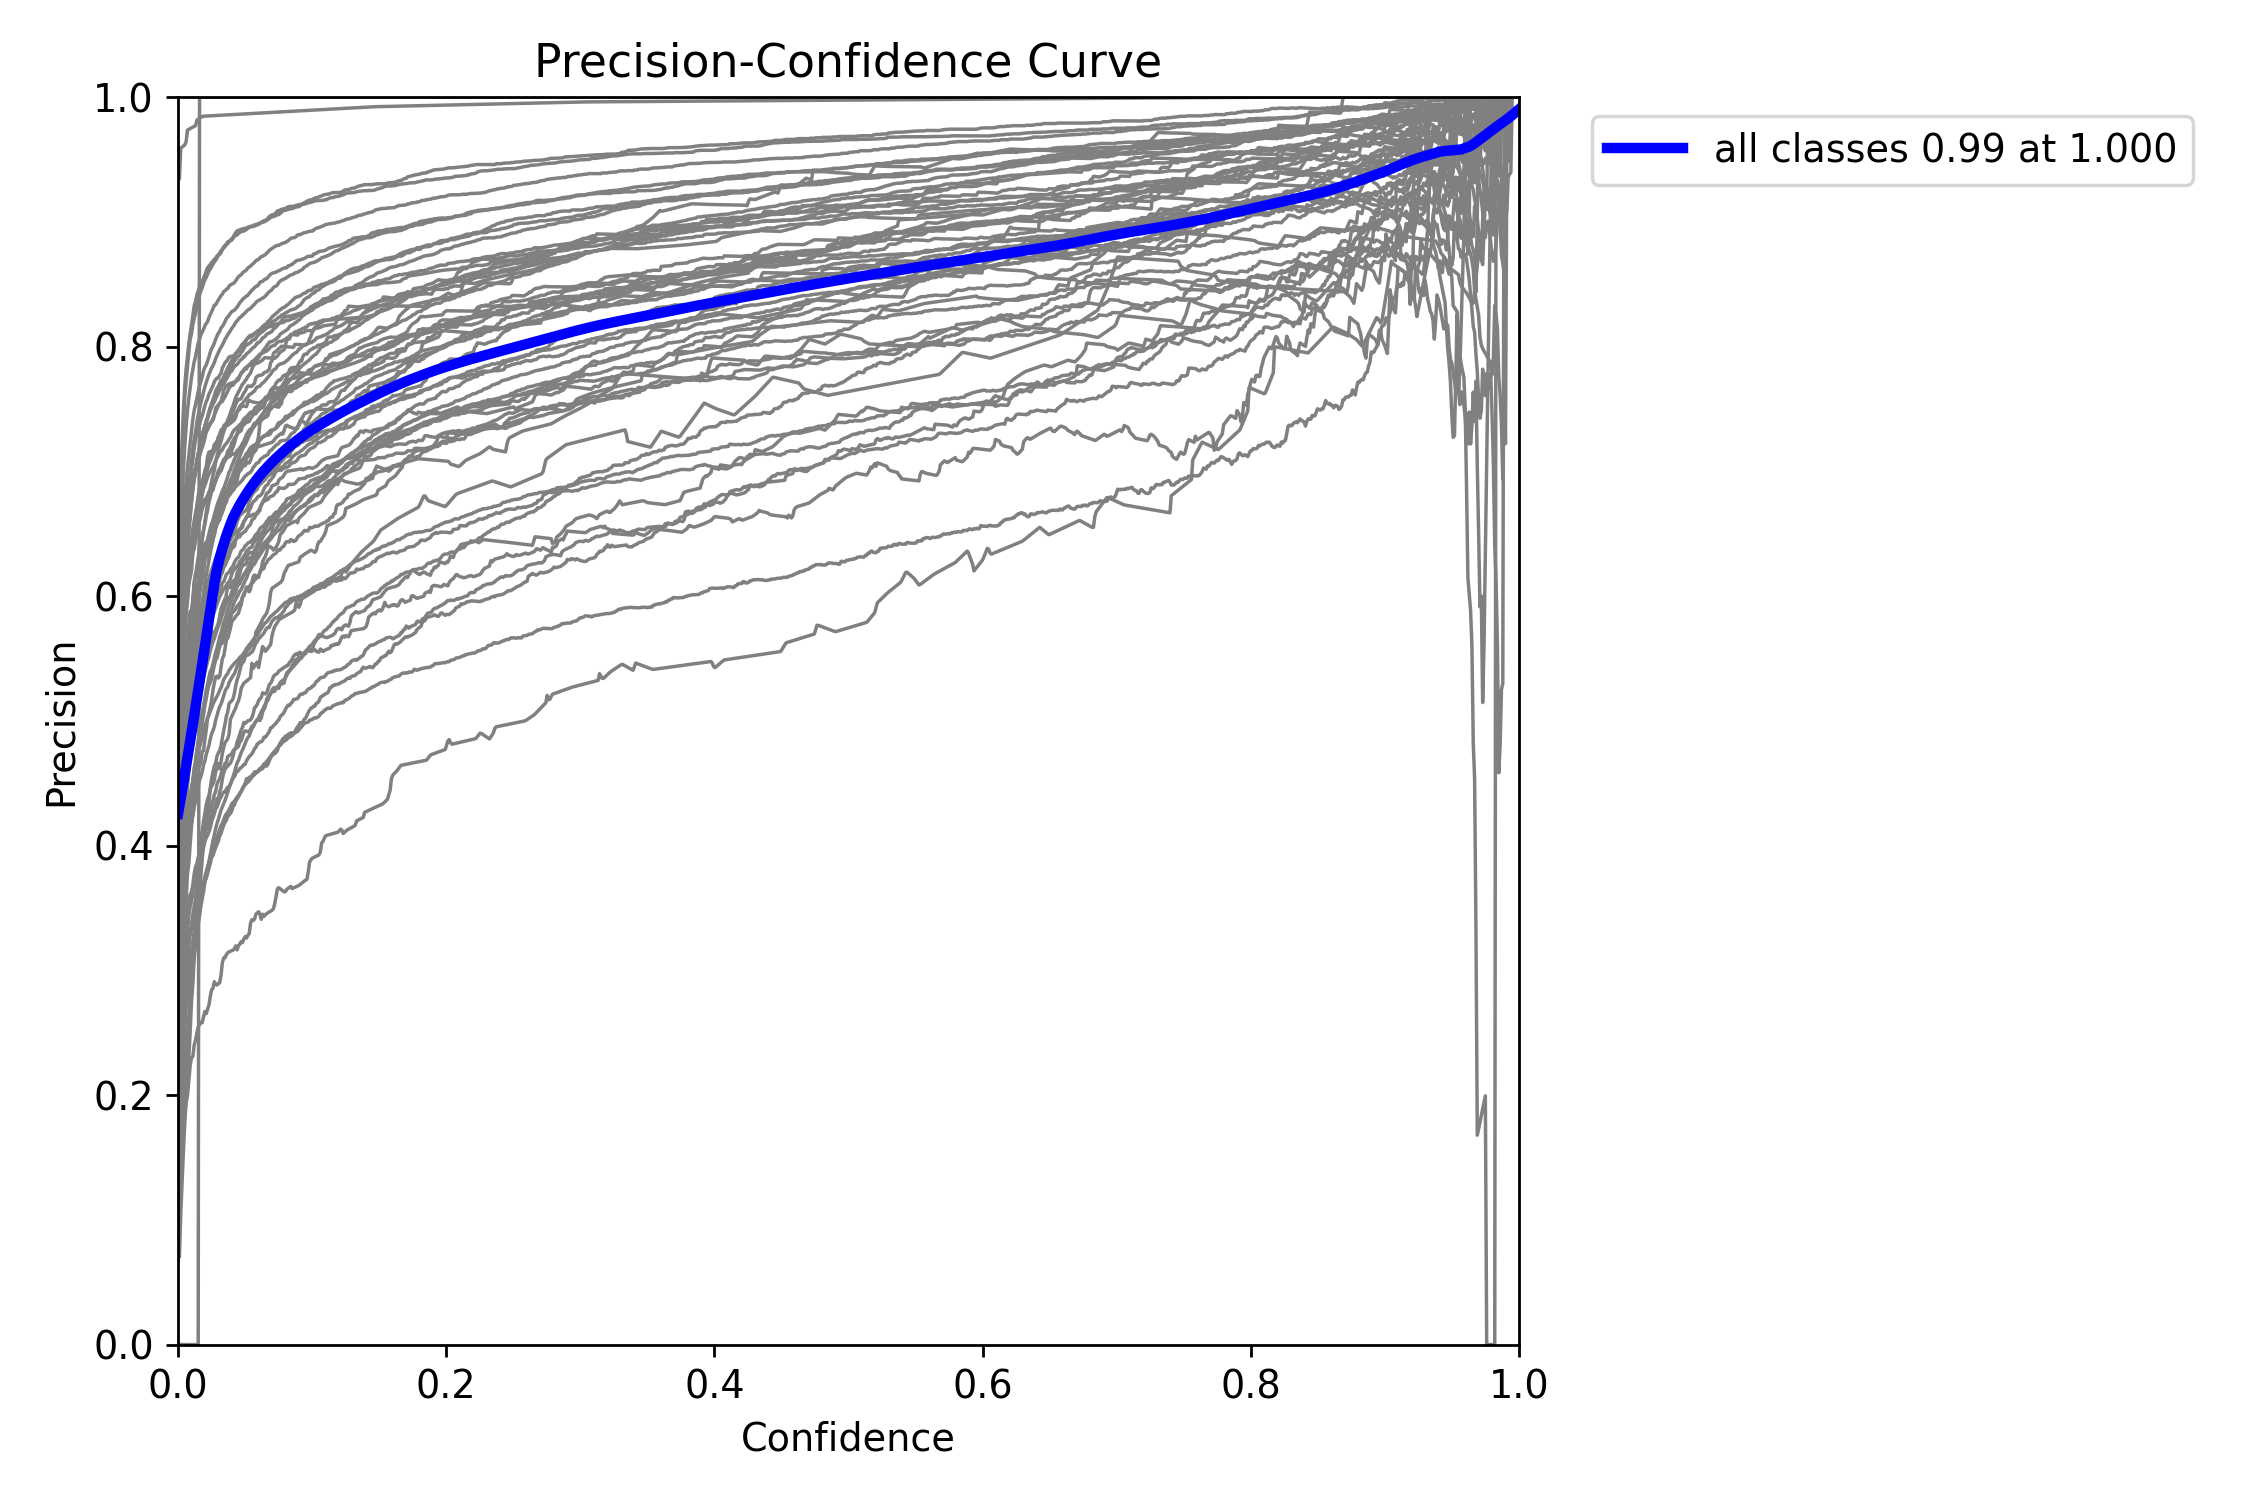 Precision-Confidence Curve
all classes 0.99 at 1.000
Precision
1.0
0.8
0.6
0.4
0.2
0.0
0.0 0.2 0.4 0.6 0.8 1.0
Confidence